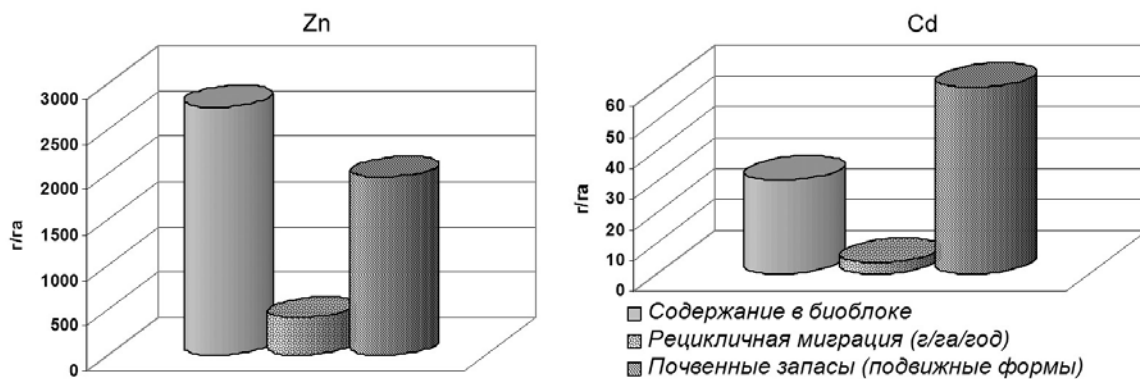 Zn
г/га
3000
2500
2000
1500
1000
500
0
Cd
г/га
60
50
40
30
20
10
0
Содержание в биоблоке
Рецикличная миграция (г/га/год)
Почвенные запасы (подвижные формы)